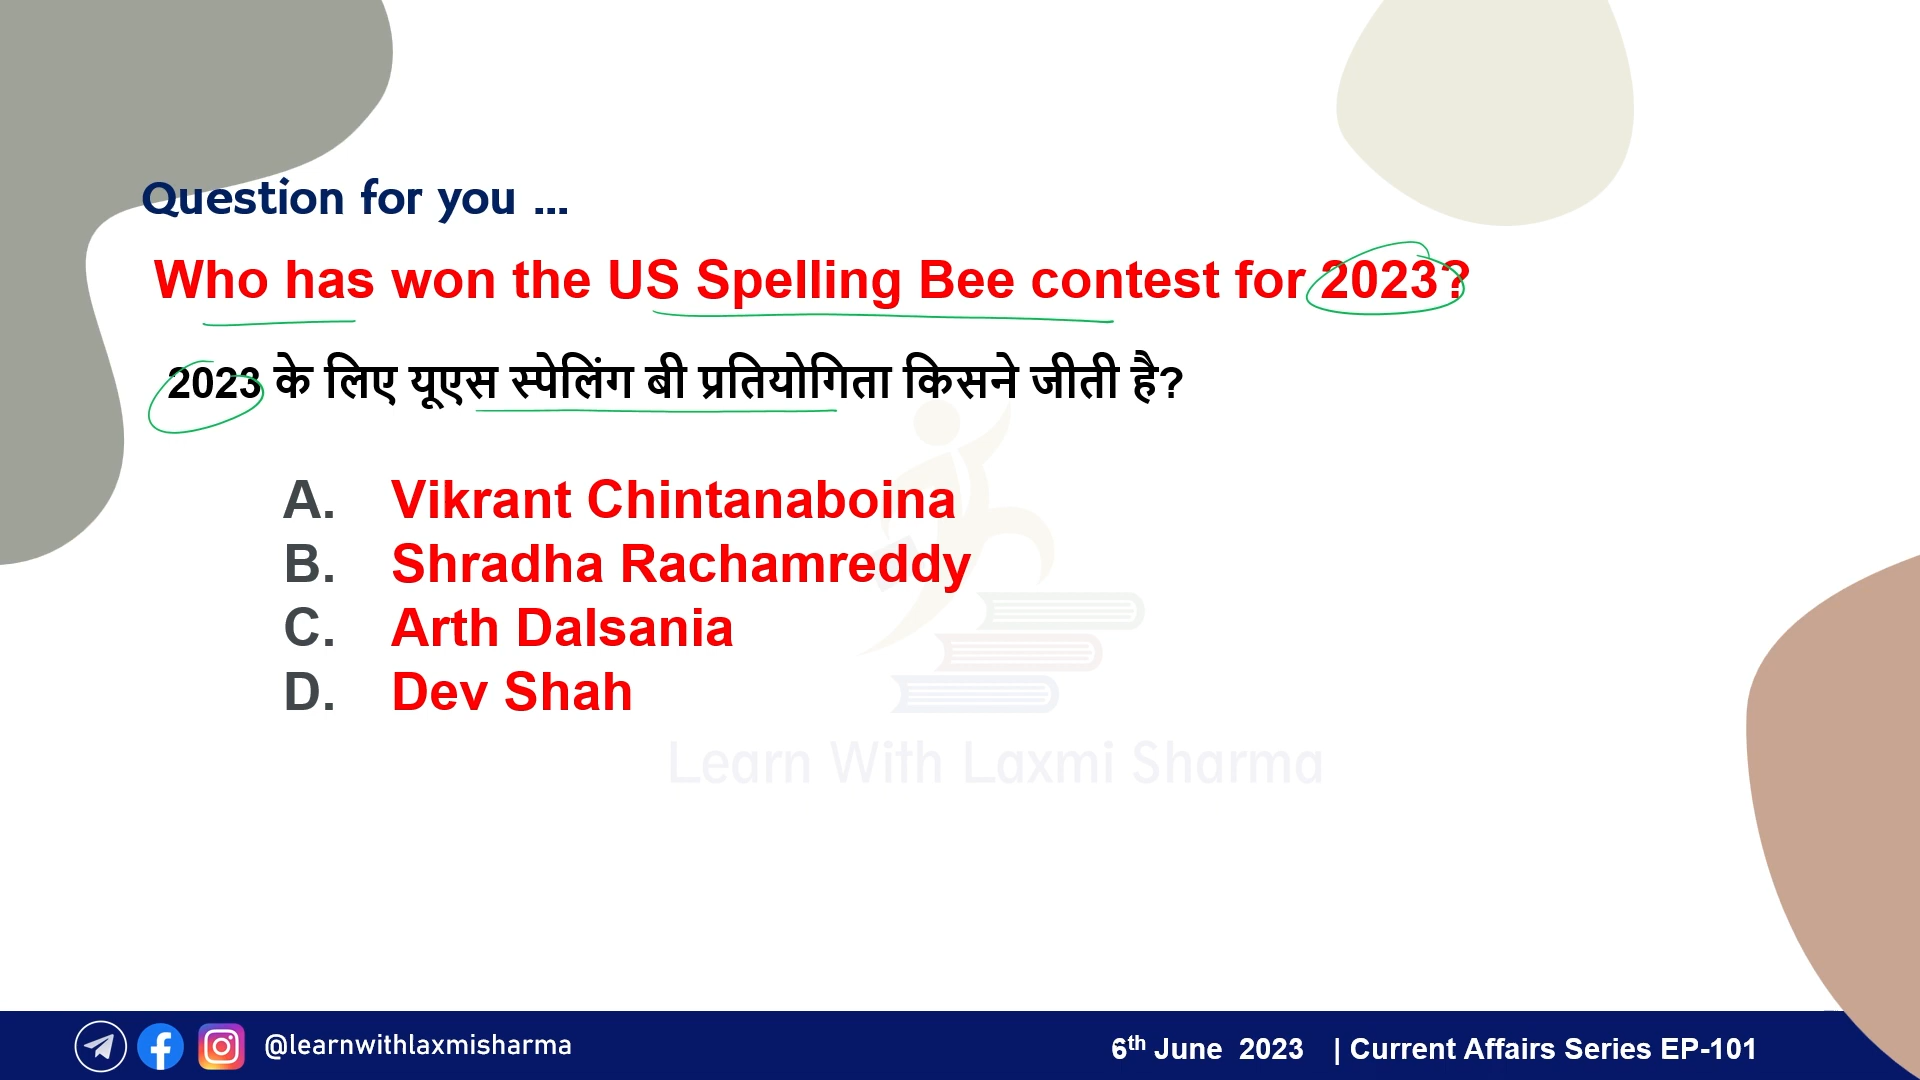 Question for you ...
Who has won the US Spelling Bee contest for 2023?
2023 के लिए यूएस स्पेलिंग बी प्रतियोगिता किसने जीती है?
A. Vikrant Chintanaboina
B. Shradha Rachamreddy
C. Arth Dalsania
D. Dev Shah
Learn With Laxmi Sharma
@learnwithlaxmisharma
6th June 2023 | Current Affairs Series EP-101